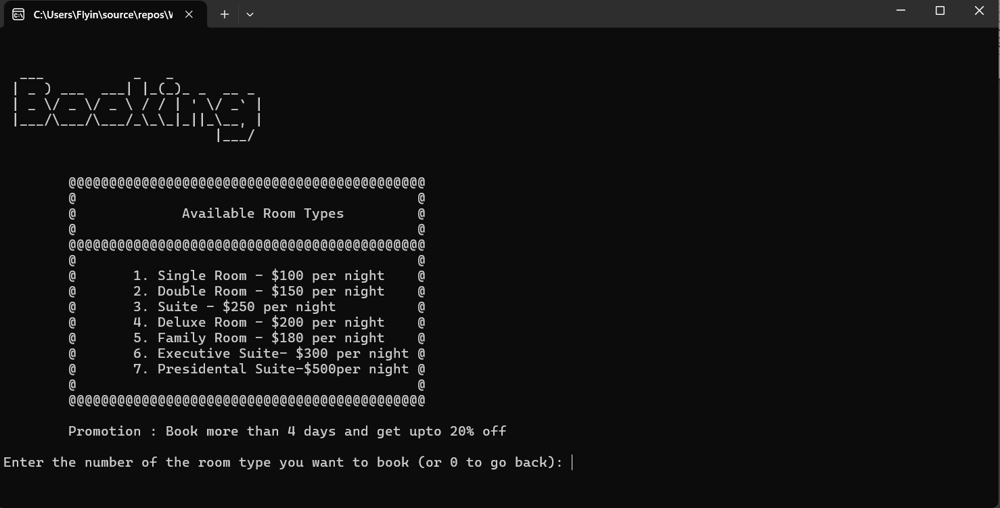 C:\Users\Flyin\source\repos\V
  ___           _   _
 | _ ) ___  ___| |_(_)_ _  __ _
 | _ \/ _ \/ _ \ / / | ' \/ _` |
 |___/\___/\___/_\_\_|_||_\__, |
                          |___/
@@@@@@@@@@@@@@@@@@@@@@@@@@@@@@@@@@@@@@@@@@@@
@                                          @
@             Available Room Types         @
@                                          @
@@@@@@@@@@@@@@@@@@@@@@@@@@@@@@@@@@@@@@@@@@@@
@                                          @
@       1. Single Room - $100 per night    @
@       2. Double Room - $150 per night    @
@       3. Suite - $250 per night          @
@       4. Deluxe Room - $200 per night    @
@       5. Family Room - $180 per night    @
@       6. Executive Suite- $300 per night @
@       7. Presidental Suite-$500per night @
@                                          @
@@@@@@@@@@@@@@@@@@@@@@@@@@@@@@@@@@@@@@@@@@@@
Promotion : Book more than 4 days and get upto 20% off
Enter the number of the room type you want to book (or 0 to go back):